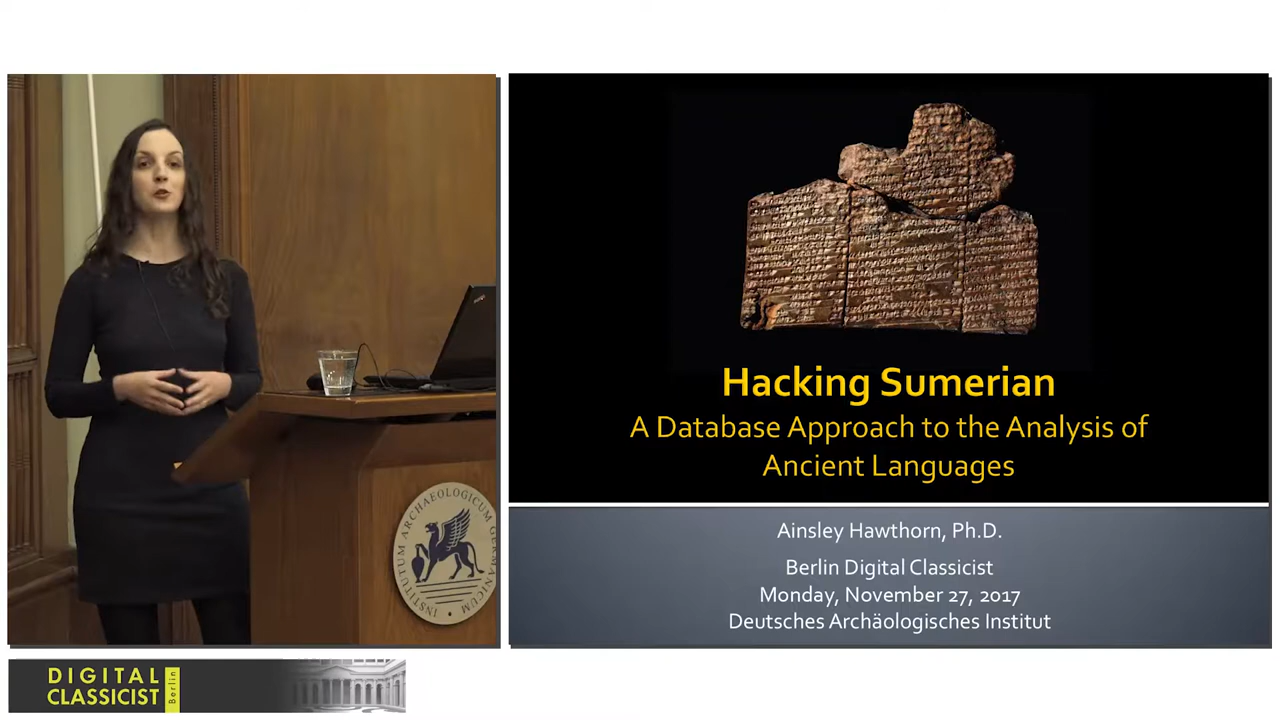 Hacking Sumerian
A Database Approach to the Analysis of
Ancient Languages
Ainsley Hawthorn, Ph.D.
Berlin Digital Classicist
Monday, November 27, 2017
Deutsches Archäologisches Institut
INSTITUTUM ARCHAEOLOGICUM GERMANICUM
DIGITAL
CLASSICIST
Berlin